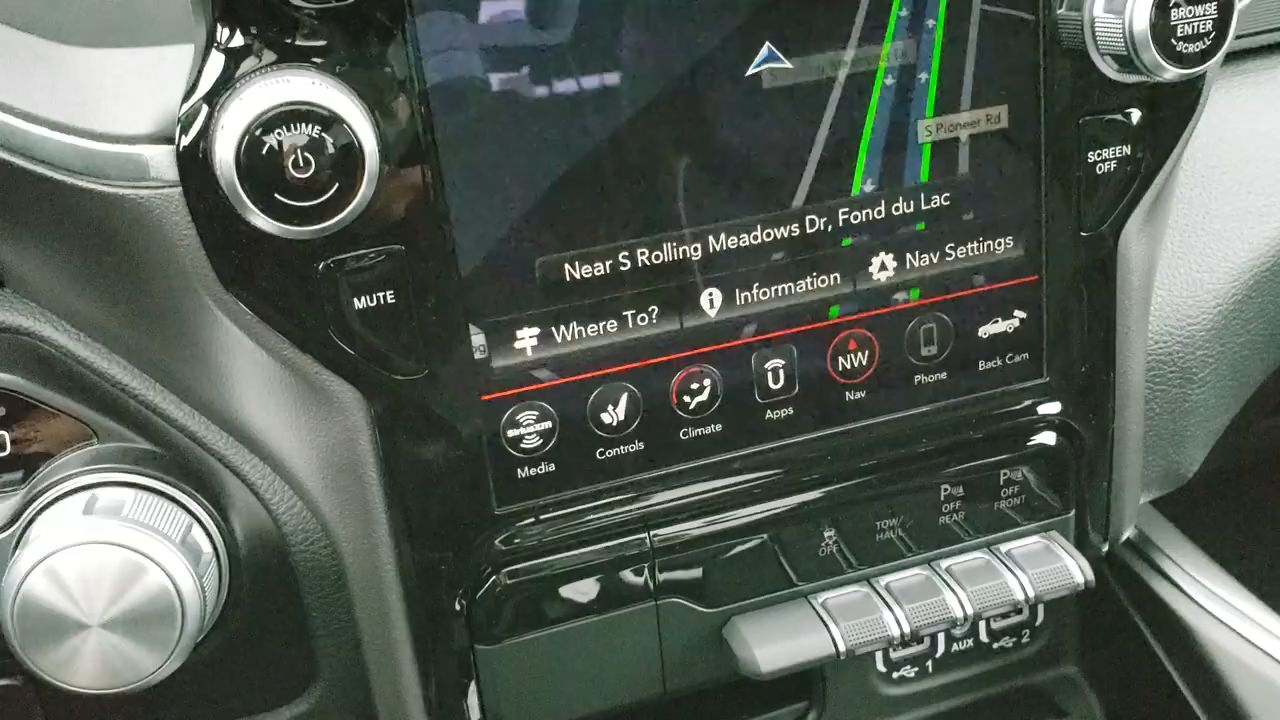 BROWSE
ENTER
SCROLL
VOLUME
S Pioneer Rd
SCREEN
OFF
MUTE
Near S Rolling Meadows Dr, Fond du Lac
Where To?
Information
Nav Settings
siriusxm
Media
Controls
Climate
Apps
NW
Nav
Phone
Back Cam
OFF
TOW/
HAUL
P
OFF
REAR
P
OFF
FRONT
1
AUX
2